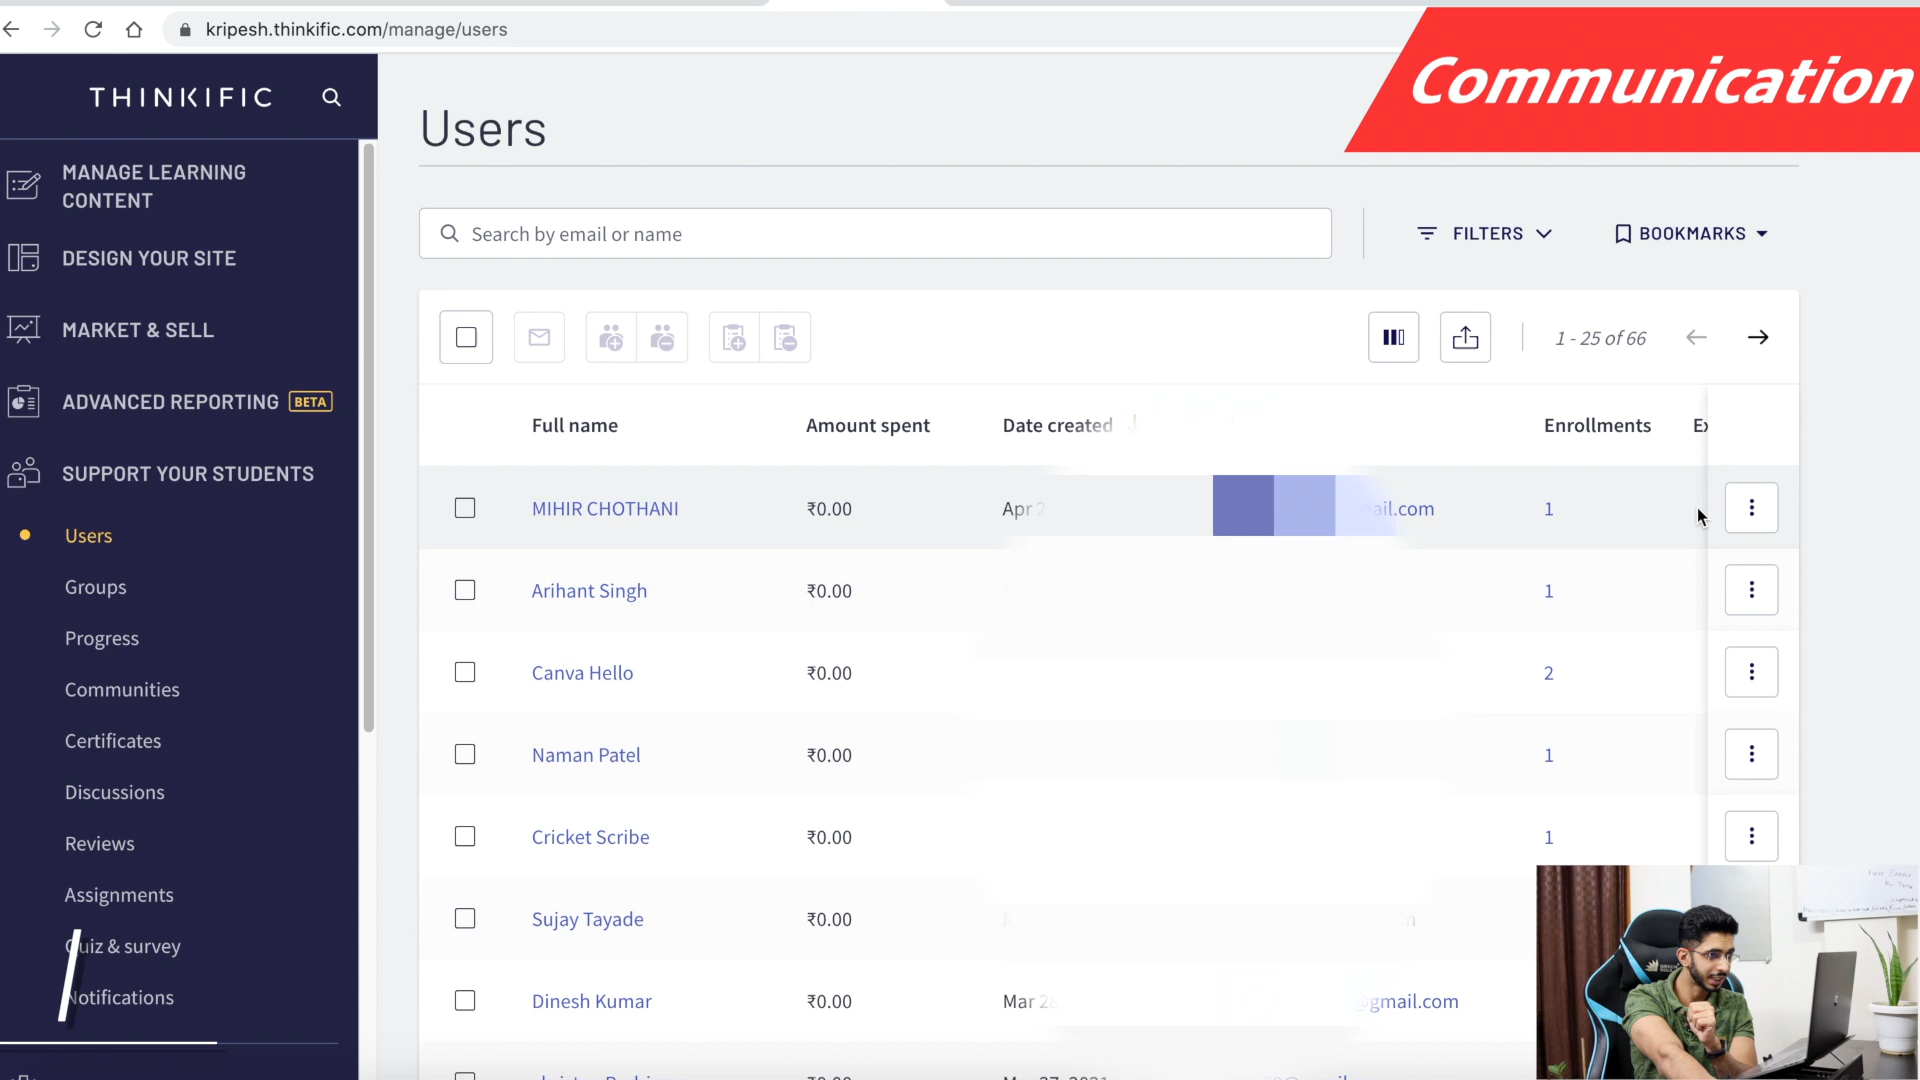 kripesh.thinkific.com/manage/users
Communication
THINKIFIC
MANAGE LEARNING
CONTENT
DESIGN YOUR SITE
MARKET & SELL
ADVANCED REPORTING BETA
SUPPORT YOUR STUDENTS
Users
Groups
Progress
Communities
Certificates
Discussions
Reviews
Assignments
Quiz & survey
Notifications
Users
Search by email or name
FILTERS
BOOKMARKS
1 - 25 of 66
Full name Amount spent Date created Enrollments
MIHIR CHOTHANI ₹0.00 Apr 2 ail.com 1
Arihant Singh ₹0.00 1
Canva Hello ₹0.00 2
Naman Patel ₹0.00 1
Cricket Scribe ₹0.00 1
Sujay Tayade ₹0.00
Dinesh Kumar ₹0.00 Mar 28 @gmail.com